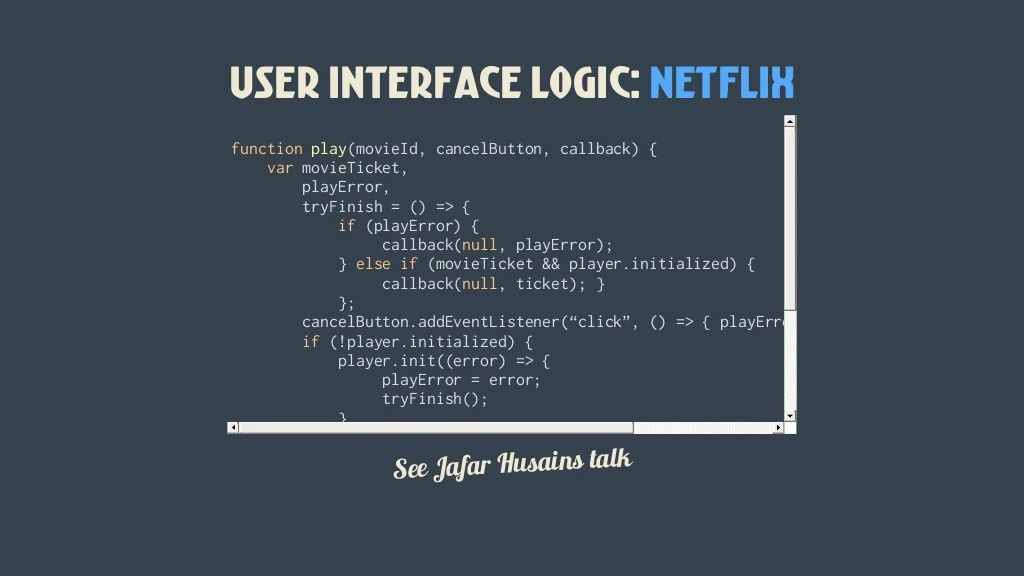 USER INTERFACE LOGIC: NETFLIX
function play(movieId, cancelButton, callback) {
    var movieTicket,
        playError,
        tryFinish = () => {
            if (playError) {
                 callback(null, playError);
            } else if (movieTicket && player.initialized) {
                 callback(null, ticket); }
            };
        cancelButton.addEventListener(“click”, () => { playErr
        if (!player.initialized) {
            player.init((error) => {
                 playError = error;
                 tryFinish();
            }
See Jafar Husains talk